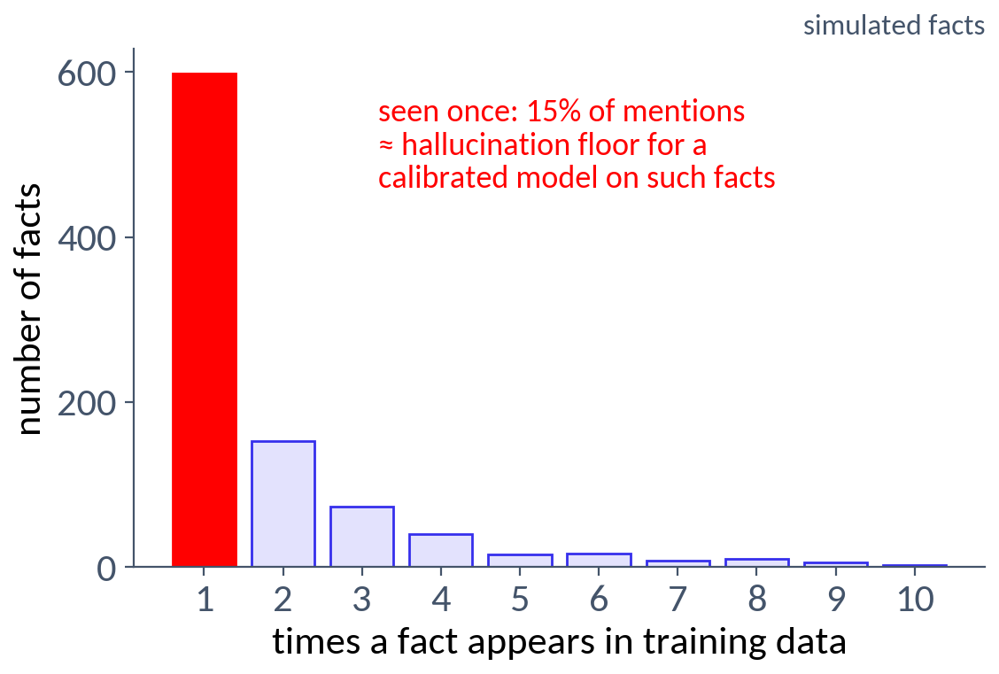 simulated facts
600
seen once: 15% of mentions
≈ hallucination floor for a
calibrated model on such facts
400
200
0
number of facts
1 2 3 4 5 6 7 8 9 10
times a fact appears in training data